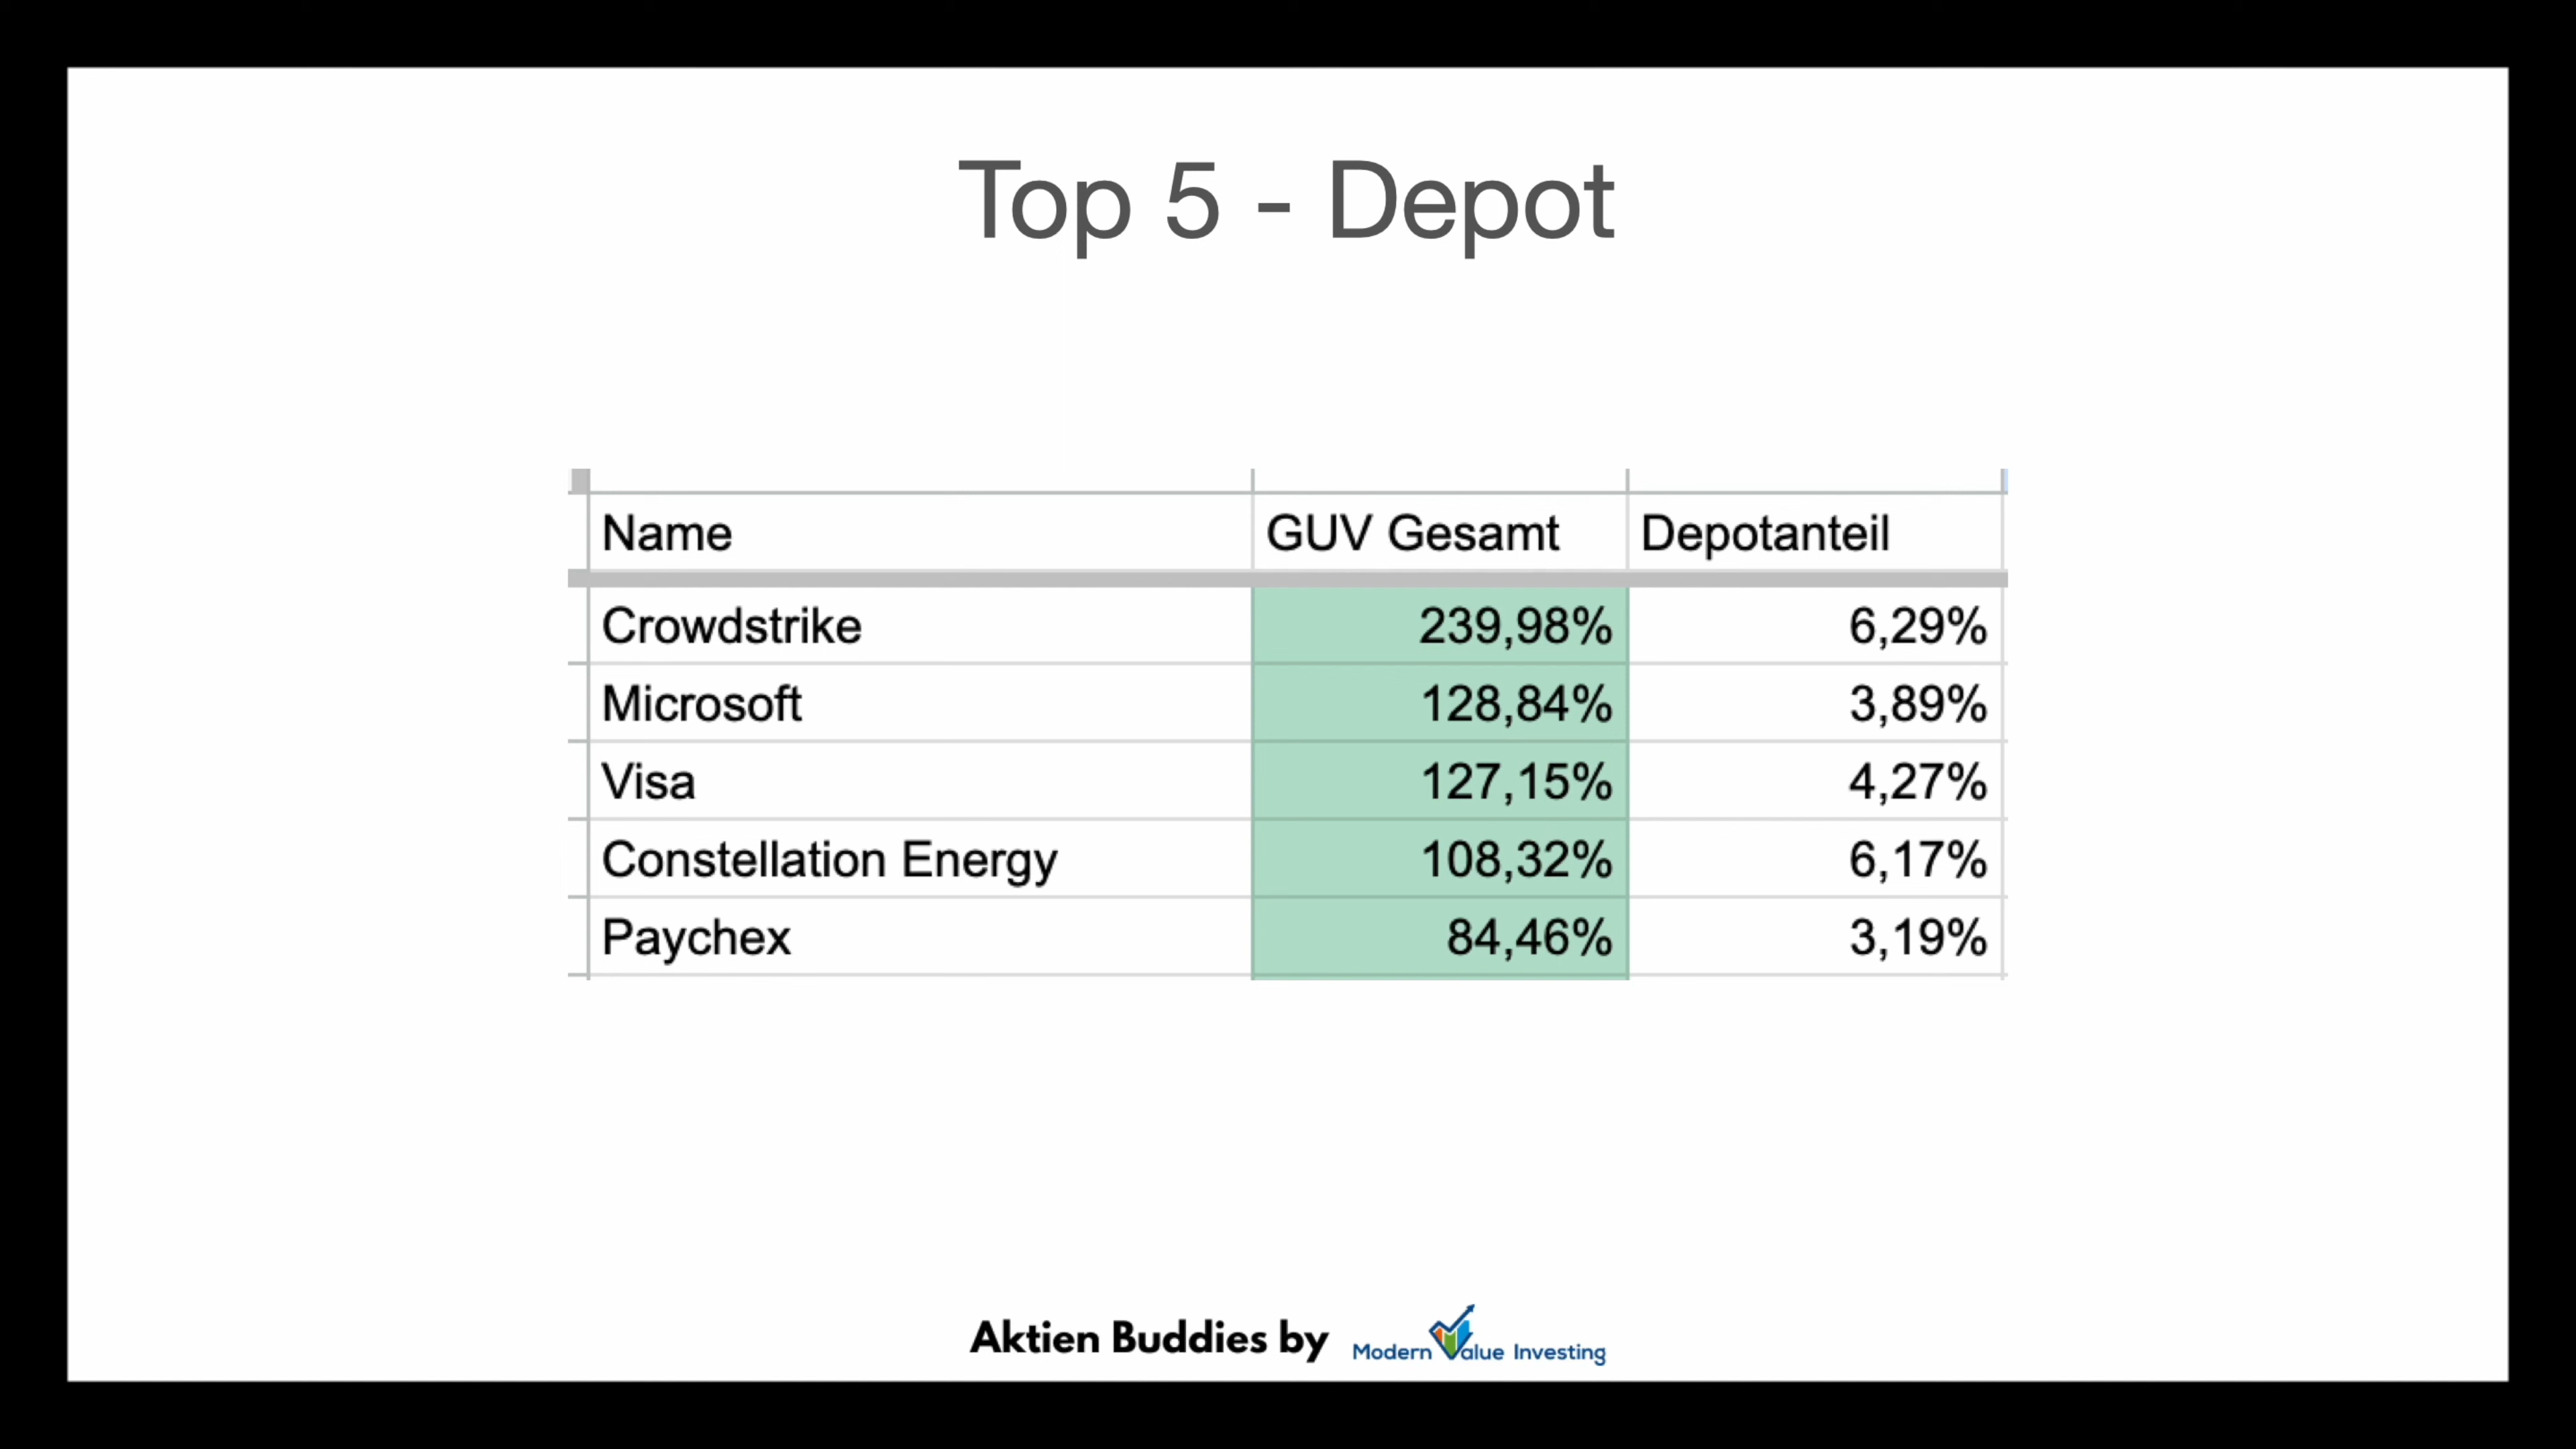 Top 5 - Depot
Name GUV Gesamt Depotanteil
Crowdstrike 239,98% 6,29%
Microsoft 128,84% 3,89%
Visa 127,15% 4,27%
Constellation Energy 108,32% 6,17%
Paychex 84,46% 3,19%
Aktien Buddies by Modern Value Investing